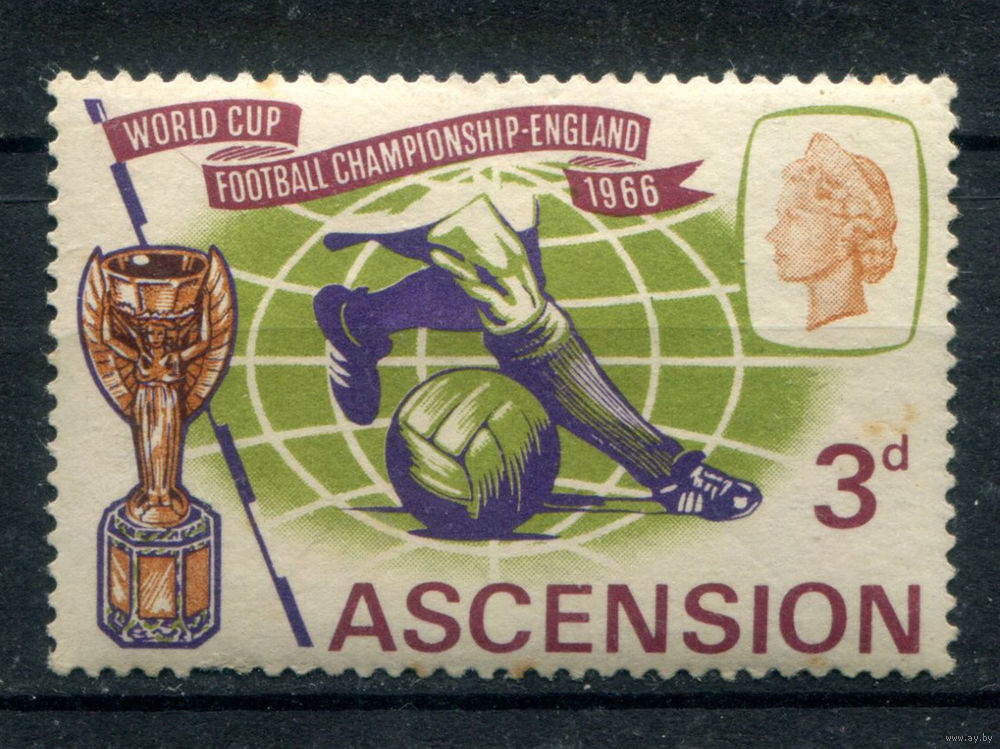 WORLD CUP
FOOTBALL CHAMPIONSHIP-ENGLAND
1966
3d
ASCENSION
www.ay.by